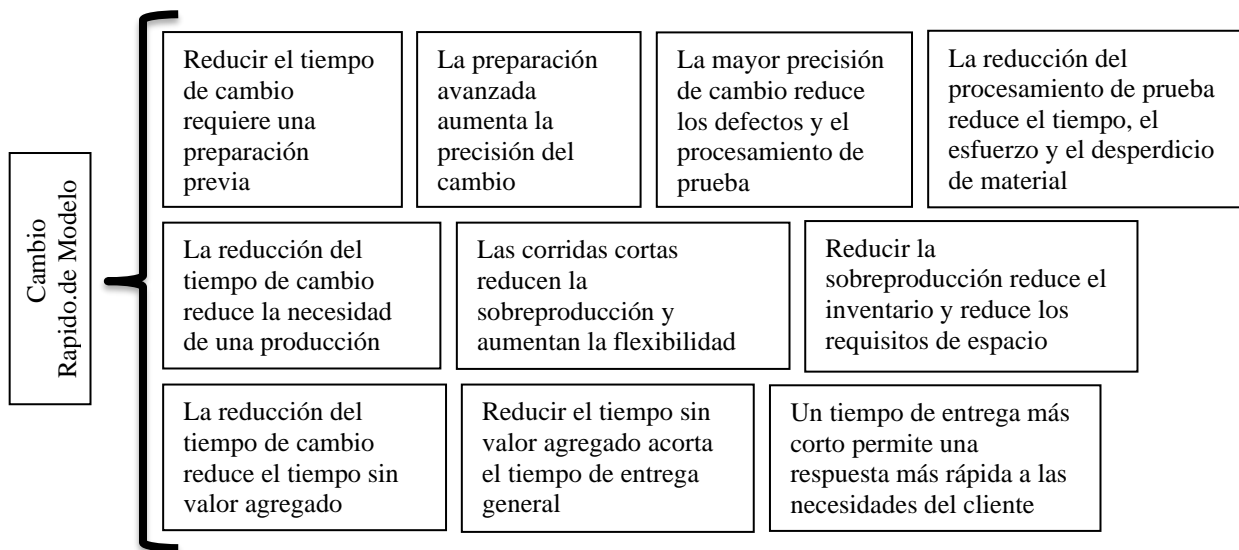 Cambio
Rapido.de Modelo
Reducir el tiempo
de cambio
requiere una
preparación
previa
La preparación
avanzada
aumenta la
precisión del
cambio
La mayor precisión
de cambio reduce
los defectos y el
procesamiento de
prueba
La reducción del
procesamiento de prueba
reduce el tiempo, el
esfuerzo y el desperdicio
de material
La reducción del
tiempo de cambio
reduce la necesidad
de una producción
Las corridas cortas
reducen la
sobreproducción y
aumentan la flexibilidad
Reducir la
sobreproducción reduce el
inventario y reduce los
requisitos de espacio
La reducción del
tiempo de cambio
reduce el tiempo sin
valor agregado
Reducir el tiempo sin
valor agregado acorta
el tiempo de entrega
general
Un tiempo de entrega más
corto permite una
respuesta más rápida a las
necesidades del cliente